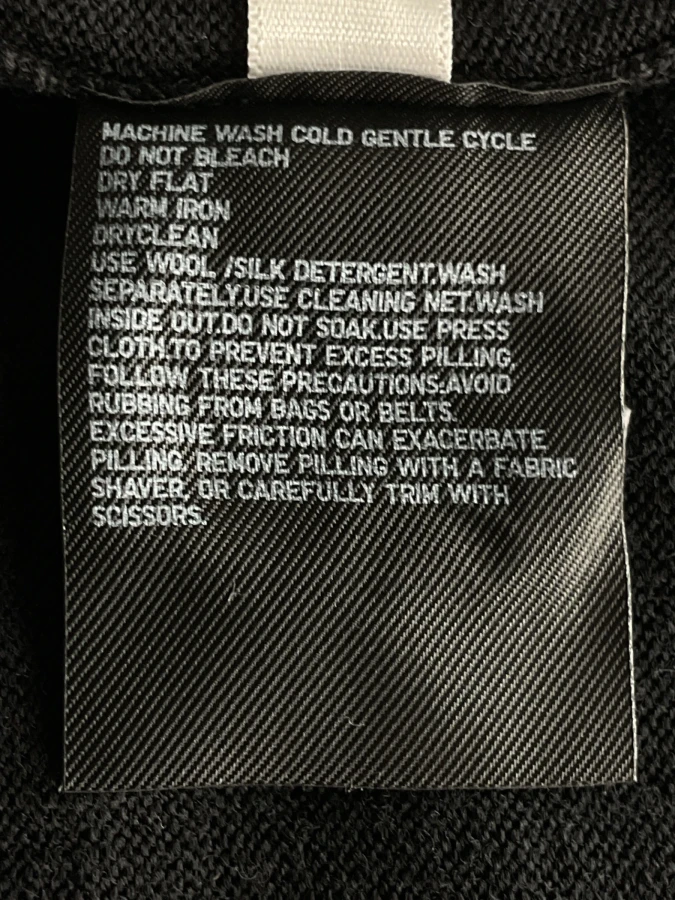 MACHINE WASH COLD GENTLE CYCLE
DO NOT BLEACH
DRY FLAT
WARM IRON
DRYCLEAN
USE WOOL /SILK DETERGENT.WASH
SEPARATELY.USE CLEANING NET.WASH
INSIDE OUT.DO NOT SOAK.USE PRESS
CLOTH.TO PREVENT EXCESS PILLING,
FOLLOW THESE PRECAUTIONS:AVOID
RUBBING FROM BAGS OR BELTS.
EXCESSIVE FRICTION CAN EXACERBATE
PILLING. REMOVE PILLING WITH A FABRIC
SHAVER, OR CAREFULLY TRIM WITH
SCISSORS.